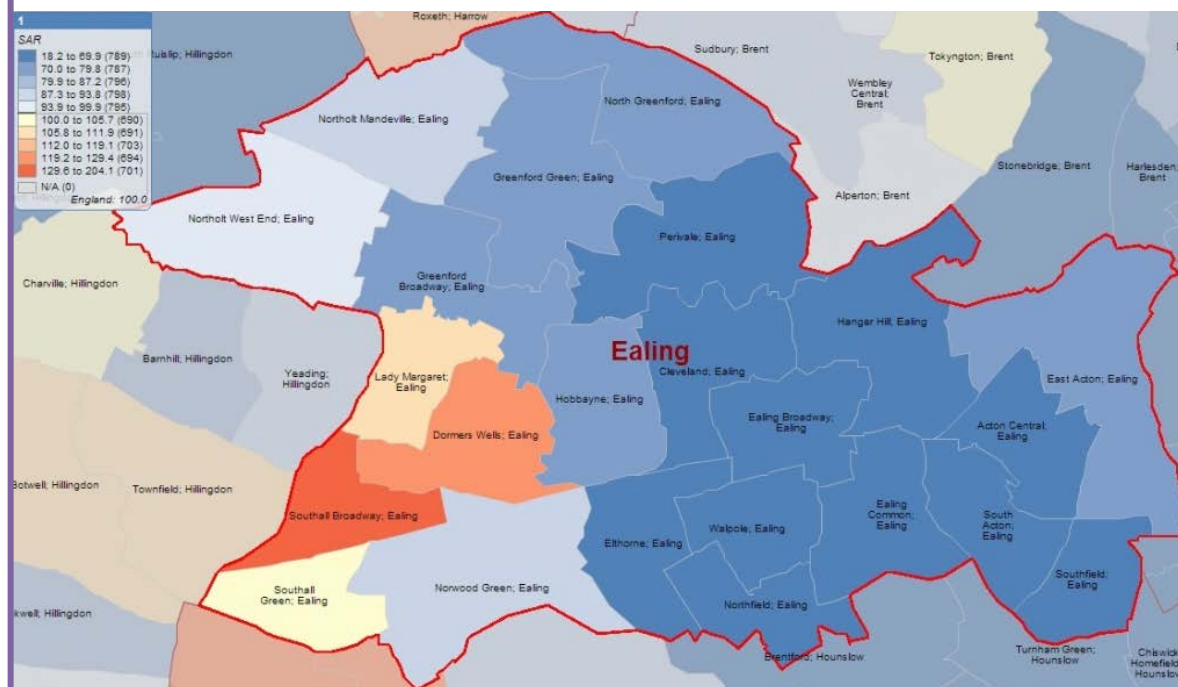 1
SAR
18.2 to 69.9 (789)
70.0 to 79.8 (787)
79.9 to 87.2 (796)
87.3 to 93.8 (798)
93.9 to 99.9 (795)
100.0 to 105.7 (690)
105.8 to 111.9 (691)
112.0 to 119.1 (703)
119.2 to 129.4 (694)
129.6 to 204.1 (701)
N/A (0)
England: 100.0
Ruislip; Hillingdon
Roxeth; Harrow
Sudbury; Brent
Tokyngton; Brent
Wembley
Central;
Brent
North Greenford; Ealing
Northolt Mandeville; Ealing
Greenford Green; Ealing
Stonebridge; Brent
Harlesden;
Brent
Alperton; Brent
Northolt West End; Ealing
Perivale; Ealing
Charville; Hillingdon
Greenford
Broadway; Ealing
Hanger Hill; Ealing
Barnhill; Hillingdon
Yeading;
Hillingdon
Lady Margaret;
Ealing
Ealing
Cleveland; Ealing
East Acton; Ealing
Hobbayne; Ealing
Ealing Broadway;
Ealing
Acton Central;
Ealing
Dormers Wells; Ealing
Botwell; Hillingdon
Townfield; Hillingdon
Southall Broadway; Ealing
Ealing
Common;
Ealing
South
Acton;
Ealing
Elthorne; Ealing
Walpole; Ealing
Southfield;
Ealing
Southall
Green; Ealing
Norwood Green; Ealing
Northfield; Ealing
kwell; Hillingdon
Brentford; Hounslow
Turnham Green;
Hounslow
Chiswick
Homefield
Hounslow